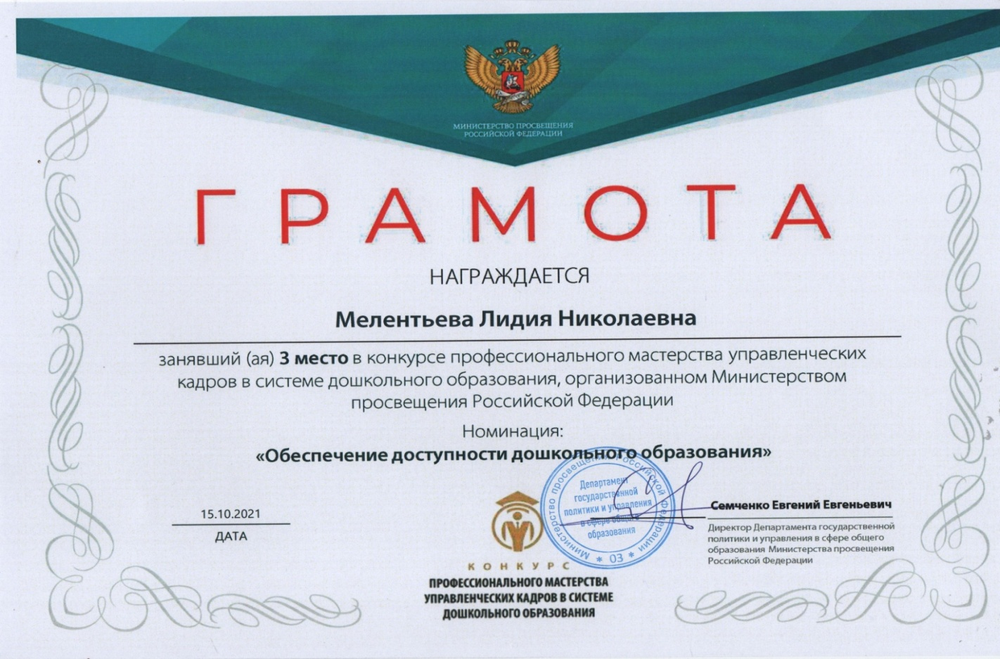 МИНИСТЕРСТВО ПРОСВЕЩЕНИЯ
РОССИЙСКОЙ ФЕДЕРАЦИИ
ГРАМОТА
НАГРАЖДАЕТСЯ
Мелентьева Лидия Николаевна
занявший (ая) 3 место в конкурсе профессионального мастерства управленческих
кадров в системе дошкольного образования, организованном Министерством
просвещения Российской Федерации
Номинация:
«Обеспечение доступности дошкольного образования»
15.10.2021
ДАТА
КОНКУРС
ПРОФЕССИОНАЛЬНОГО МАСТЕРСТВА
УПРАВЛЕНЧЕСКИХ КАДРОВ В СИСТЕМЕ
ДОШКОЛЬНОГО ОБРАЗОВАНИЯ
Министерство просвещения Российской Федерации * 03 *
Департамент
государственной
политики и управления
в сфере общего
образования
Семченко Евгений Евгеньевич
Директор Департамента государственной
политики и управления в сфере общего
образования Министерства просвещения
Российской Федерации